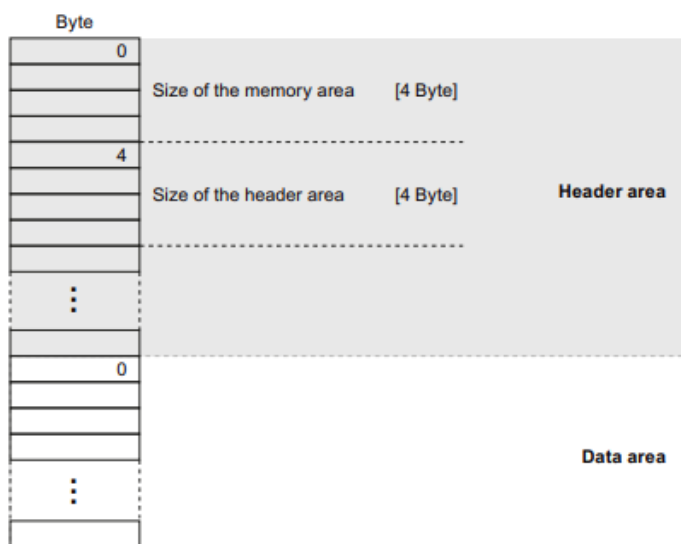 Byte
0
Size of the memory area [4 Byte]
4
Size of the header area [4 Byte]
Header area
0
Data area